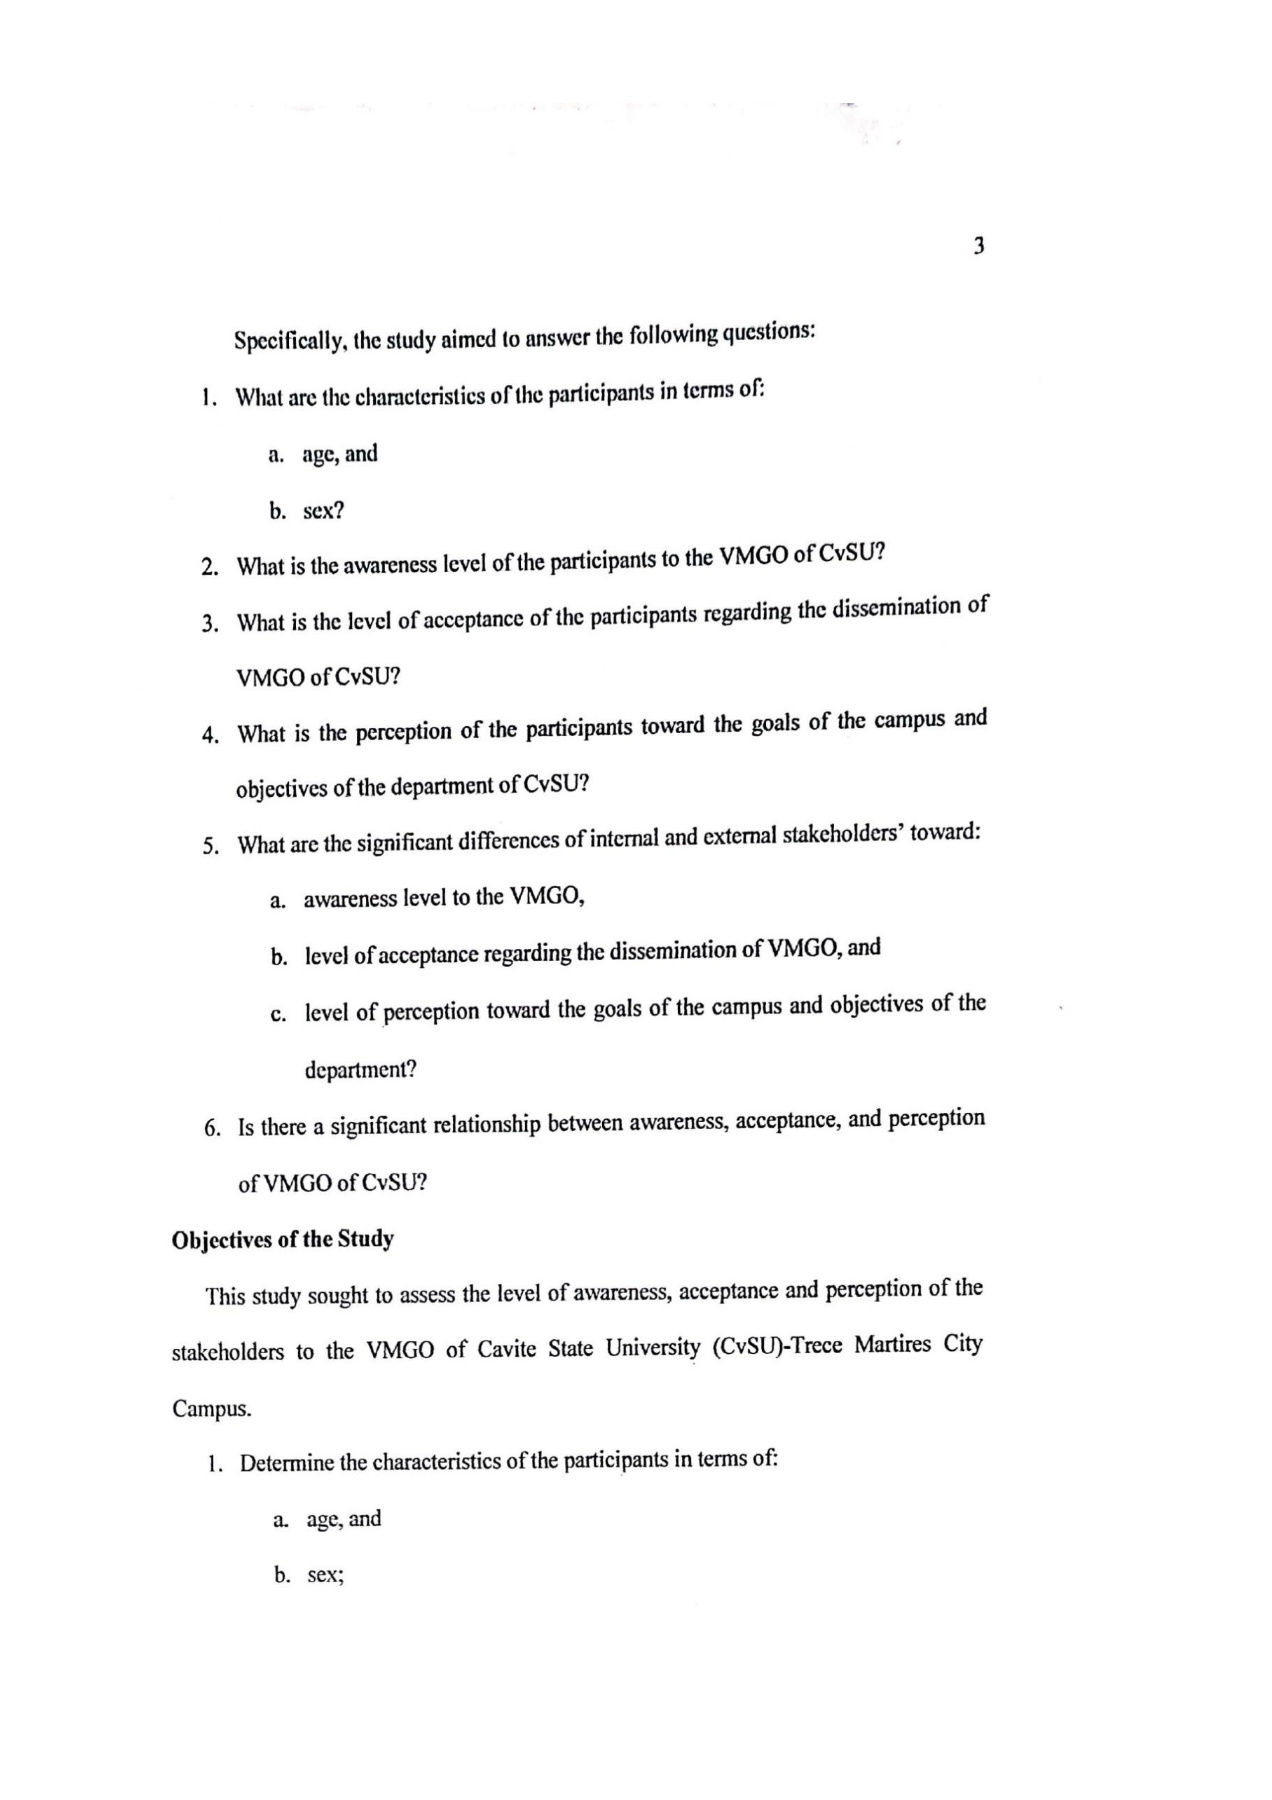 3
Specifically, the study aimed to answer the following questions:
1. What are the characteristics of the participants in terms of:
a. age, and
b. sex?
2. What is the awareness level of the participants to the VMGO of CvSU?
3. What is the level of acceptance of the participants regarding the dissemination of
VMGO of CvSU?
4. What is the perception of the participants toward the goals of the campus and
objectives of the department of CvSU?
5. What are the significant differences of internal and external stakeholders’ toward:
a. awareness level to the VMGO,
b. level of acceptance regarding the dissemination of VMGO, and
c. level of perception toward the goals of the campus and objectives of the
department?
6. Is there a significant relationship between awareness, acceptance, and perception
of VMGO of CvSU?
Objectives of the Study
This study sought to assess the level of awareness, acceptance and perception of the
stakeholders to the VMGO of Cavite State University (CvSU)-Trece Martires City
Campus.
1. Determine the characteristics of the participants in terms of:
a. age, and
b. sex;